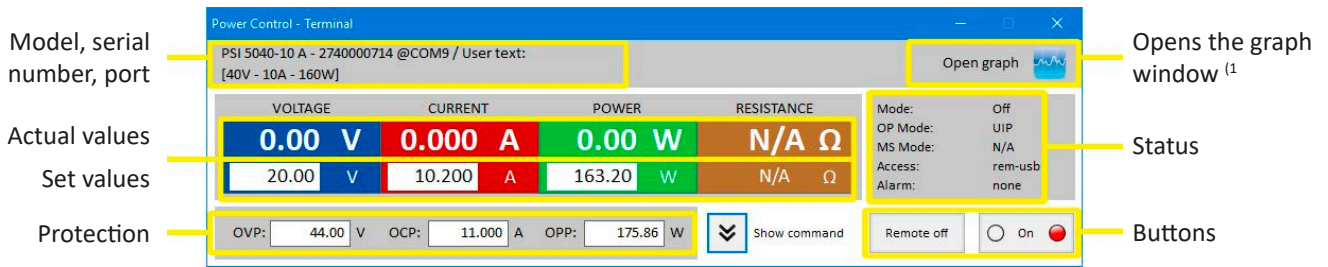 Power Control - Terminal
Model, serial number, port
PSI 5040-10 A - 2740000714 @COM9 / User text:
[40V - 10A - 160W]
Open graph
Opens the graph window (1
VOLTAGE CURRENT POWER RESISTANCE
Actual values
0.00 V 0.000 A 0.00 W N/A Ω
Set values
20.00 V 10.200 A 163.20 W N/A Ω
Mode: Off
OP Mode: UIP
MS Mode: N/A
Access: rem-usb
Alarm: none
Status
Protection
OVP: 44.00 V OCP: 11.000 A OPP: 175.86 W
Show command
Remote off
On
Buttons